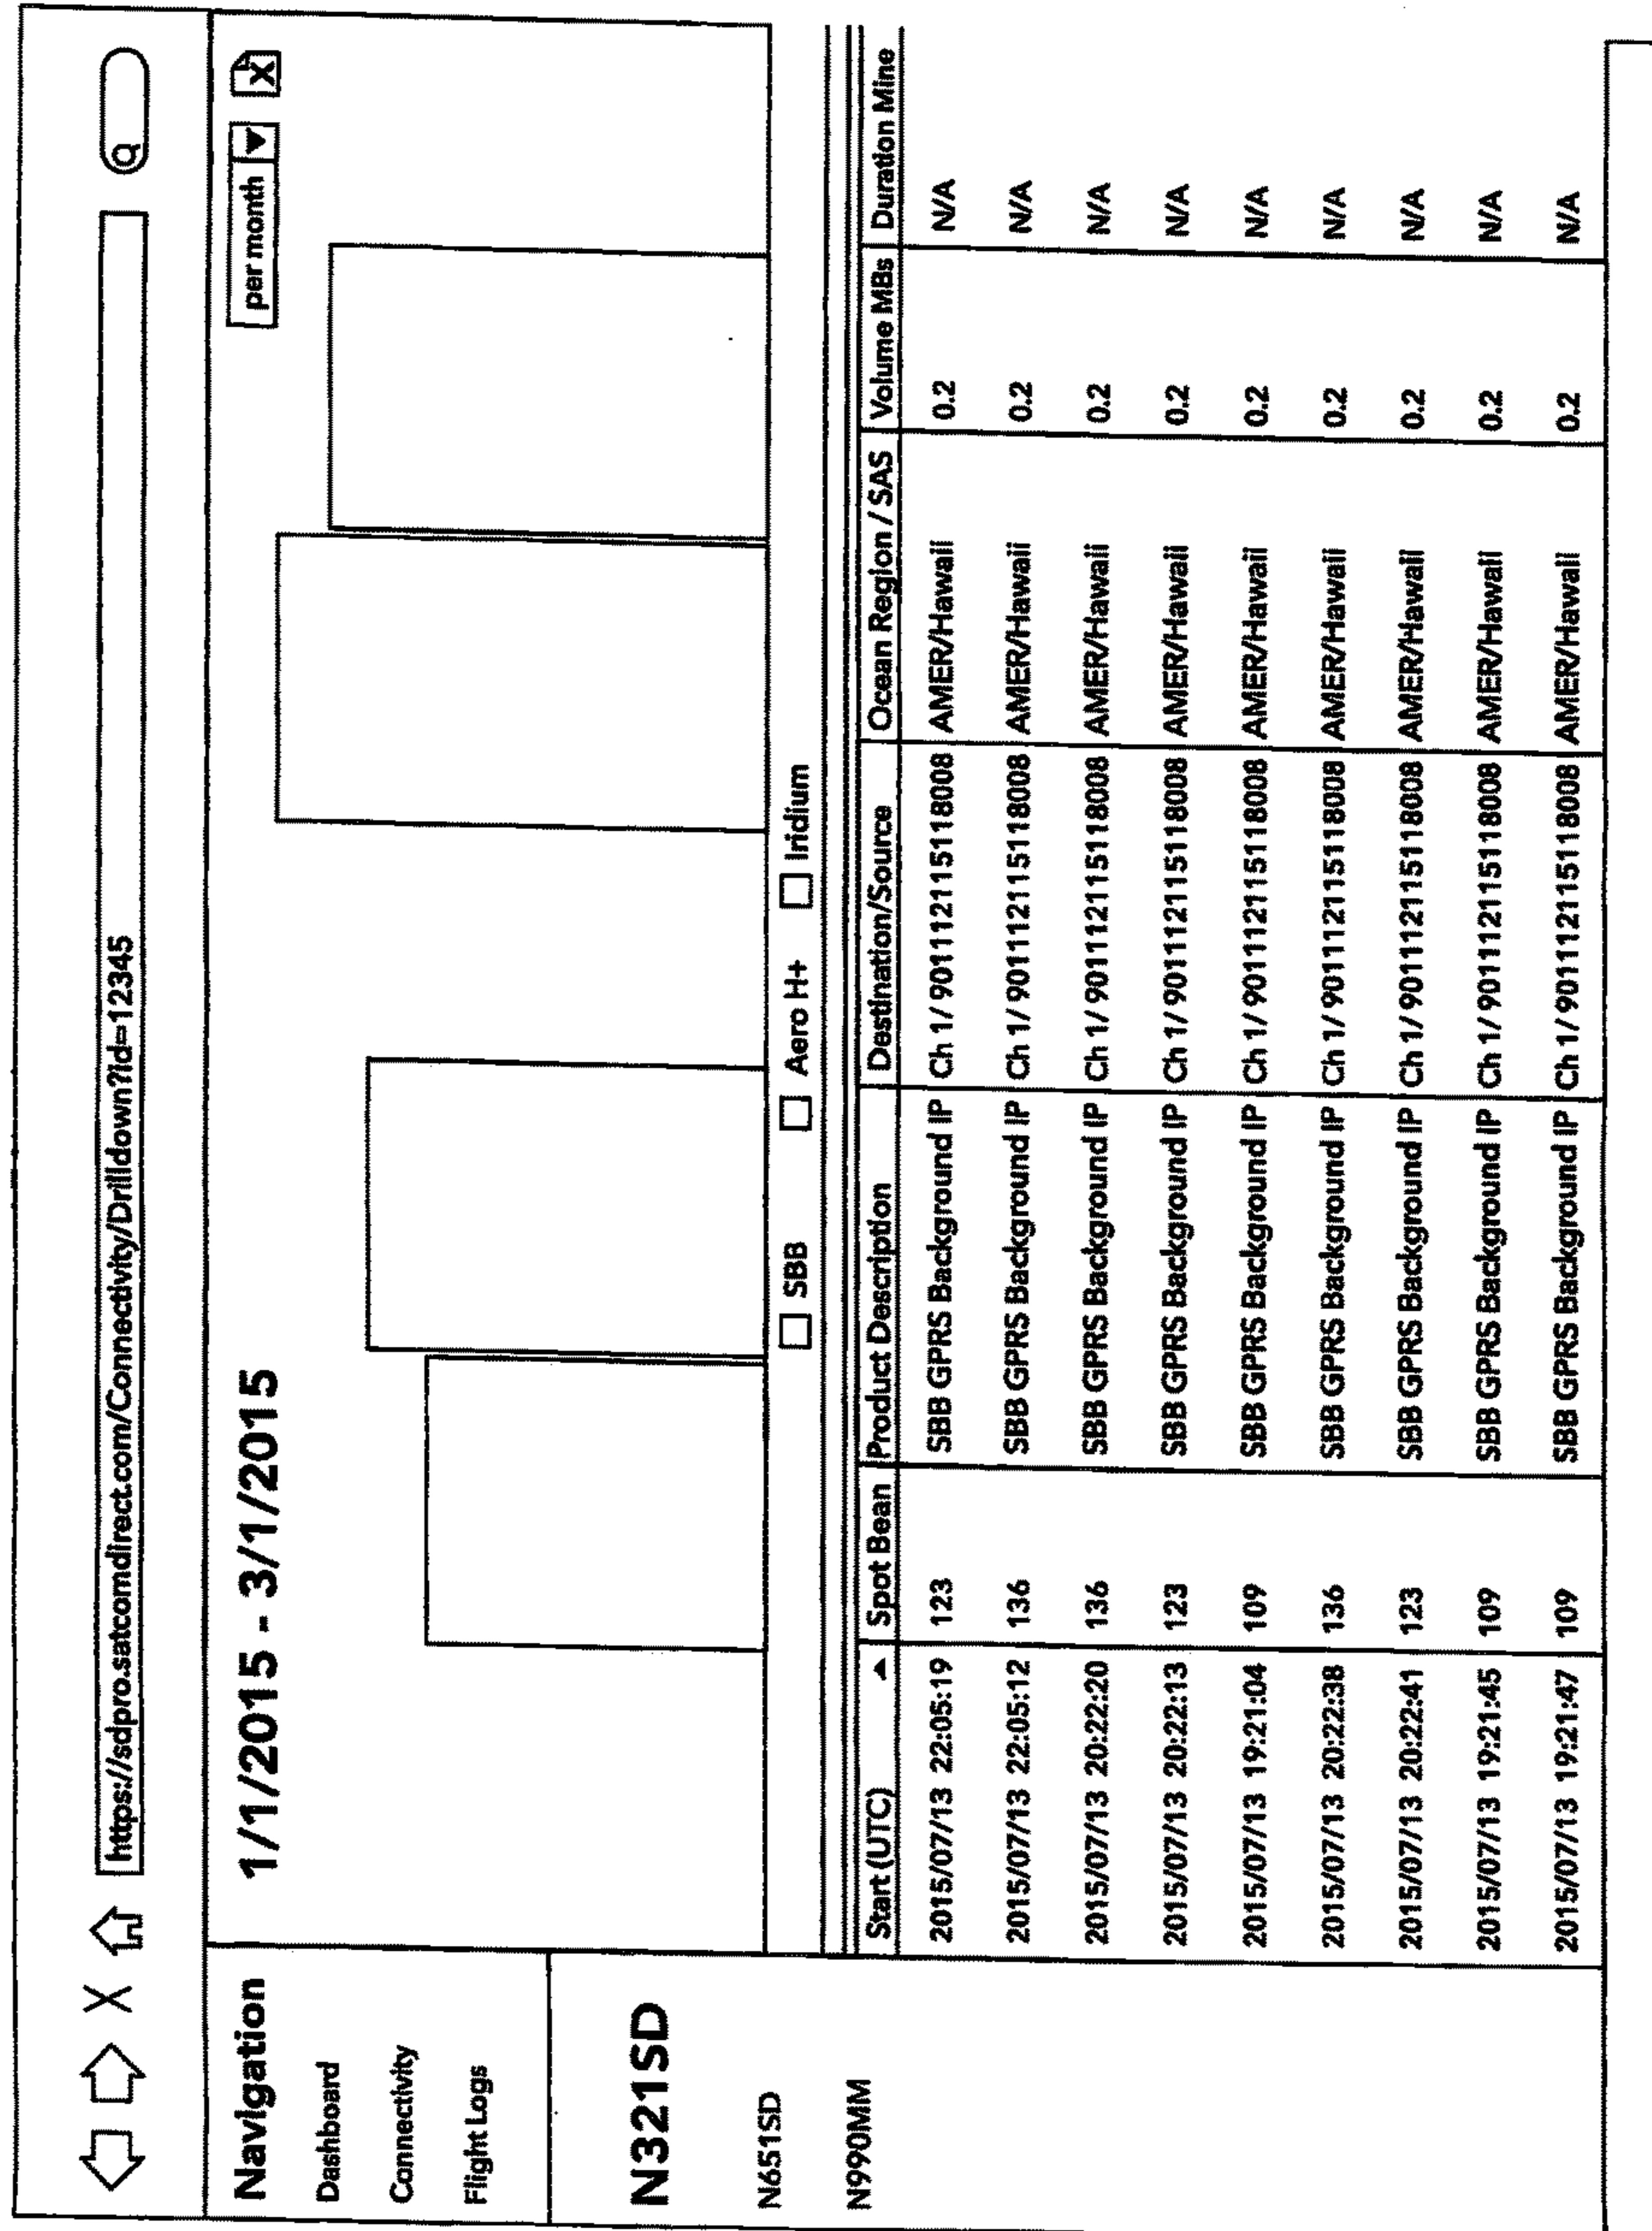 https://sdpro.satcomdirect.com/Connectivity/Drilldown?id=12345
Navigation
Dashboard
Connectivity
Flight Logs
N321SD
N651SD
N990MM
1/1/2015 - 3/1/2015
per month
X
SBB Aero H+ Iridium
Start (UTC) Spot Bean Product Description Destination/Source Ocean Region / SAS Volume MBs Duration Mine
2015/07/13 22:05:19 123 SBB GPRS Background IP Ch 1/ 901112115118008 AMER/Hawaii 0.2 N/A
2015/07/13 22:05:12 136 SBB GPRS Background IP Ch 1/ 901112115118008 AMER/Hawaii 0.2 N/A
2015/07/13 20:22:20 136 SBB GPRS Background IP Ch 1/ 901112115118008 AMER/Hawaii 0.2 N/A
2015/07/13 20:22:13 123 SBB GPRS Background IP Ch 1/ 901112115118008 AMER/Hawaii 0.2 N/A
2015/07/13 19:21:04 109 SBB GPRS Background IP Ch 1/ 901112115118008 AMER/Hawaii 0.2 N/A
2015/07/13 20:22:38 136 SBB GPRS Background IP Ch 1/ 901112115118008 AMER/Hawaii 0.2 N/A
2015/07/13 20:22:41 123 SBB GPRS Background IP Ch 1/ 901112115118008 AMER/Hawaii 0.2 N/A
2015/07/13 19:21:45 109 SBB GPRS Background IP Ch 1/ 901112115118008 AMER/Hawaii 0.2 N/A
2015/07/13 19:21:47 109 SBB GPRS Background IP Ch 1/ 901112115118008 AMER/Hawaii 0.2 N/A